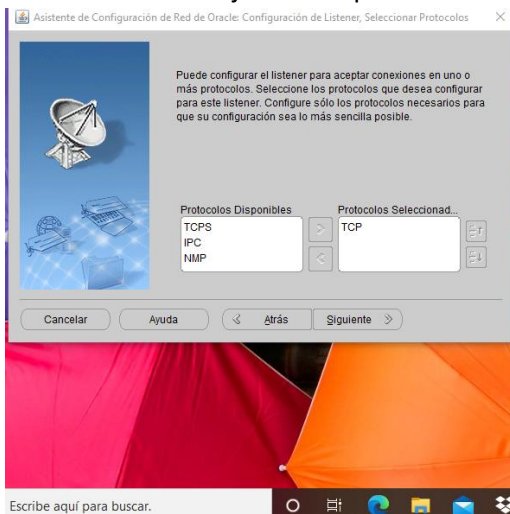 Asistente de Configuración de Red de Oracle: Configuración de Listener, Seleccionar Protocolos
Puede configurar el listener para aceptar conexiones en uno o
más protocolos. Seleccione los protocolos que desea configurar
para este listener. Configure sólo los protocolos necesarios para
que su configuración sea lo más sencilla posible.
Protocolos Disponibles
TCPS
IPC
NMP
Protocolos Seleccionad...
TCP
Cancelar
Ayuda
Atrás
Siguiente
Escribe aquí para buscar.